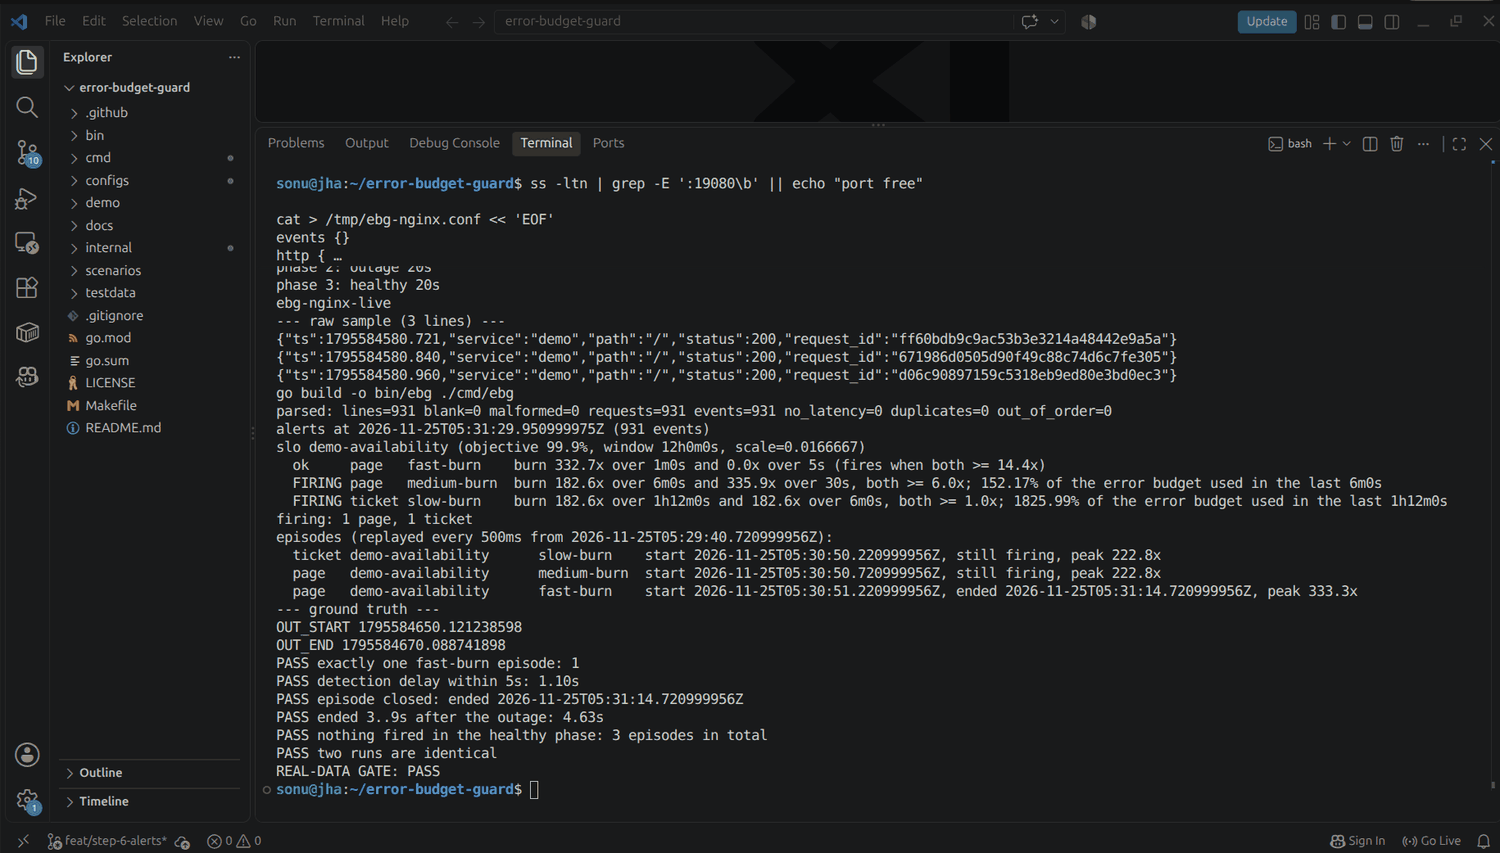 File Edit Selection View Go Run Terminal Help
error-budget-guard
Update
Explorer
error-budget-guard
.github
bin
cmd
configs
demo
docs
internal
scenarios
testdata
.gitignore
go.mod
go.sum
LICENSE
Makefile
README.md
Outline
Timeline
10
1
Problems Output Debug Console Terminal Ports
bash
sonu@jha:~/error-budget-guard$ ss -ltn | grep -E ':19080\b' || echo "port free"
cat > /tmp/ebg-nginx.conf << 'EOF'
events {}
http { …
phase 2: outage 20s
phase 3: healthy 20s
ebg-nginx-live
--- raw sample (3 lines) ---
{"ts":1795584580.721,"service":"demo","path":"/","status":200,"request_id":"ff60bdb9c9ac53b3e3214a48442e9a5a"}
{"ts":1795584580.840,"service":"demo","path":"/","status":200,"request_id":"671986d0505d90f49c88c74d6c7fe305"}
{"ts":1795584580.960,"service":"demo","path":"/","status":200,"request_id":"d06c90897159c5318eb9ed80e3bd0ec3"}
go build -o bin/ebg ./cmd/ebg
parsed: lines=931 blank=0 malformed=0 requests=931 events=931 no_latency=0 duplicates=0 out_of_order=0
alerts at 2026-11-25T05:31:29.950999975Z (931 events)
slo demo-availability (objective 99.9%, window 12h0m0s, scale=0.0166667)
ok page fast-burn burn 332.7x over 1m0s and 0.0x over 5s (fires when both >= 14.4x)
FIRING page medium-burn burn 182.6x over 6m0s and 335.9x over 30s, both >= 6.0x; 152.17% of the error budget used in the last 6m0s
FIRING ticket slow-burn burn 182.6x over 1h12m0s and 182.6x over 6m0s, both >= 1.0x; 1825.99% of the error budget used in the last 1h12m0s
firing: 1 page, 1 ticket
episodes (replayed every 500ms from 2026-11-25T05:29:40.720999956Z):
ticket demo-availability slow-burn start 2026-11-25T05:30:50.220999956Z, still firing, peak 222.8x
page demo-availability medium-burn start 2026-11-25T05:30:50.720999956Z, still firing, peak 222.8x
page demo-availability fast-burn start 2026-11-25T05:30:51.220999956Z, ended 2026-11-25T05:31:14.720999956Z, peak 333.3x
--- ground truth ---
OUT_START 1795584650.121238598
OUT_END 1795584670.088741898
PASS exactly one fast-burn episode: 1
PASS detection delay within 5s: 1.10s
PASS episode closed: ended 2026-11-25T05:31:14.720999956Z
PASS ended 3..9s after the outage: 4.63s
PASS nothing fired in the healthy phase: 3 episodes in total
PASS two runs are identical
REAL-DATA GATE: PASS
sonu@jha:~/error-budget-guard$
feat/step-6-alerts* 0 0
Sign In Go Live